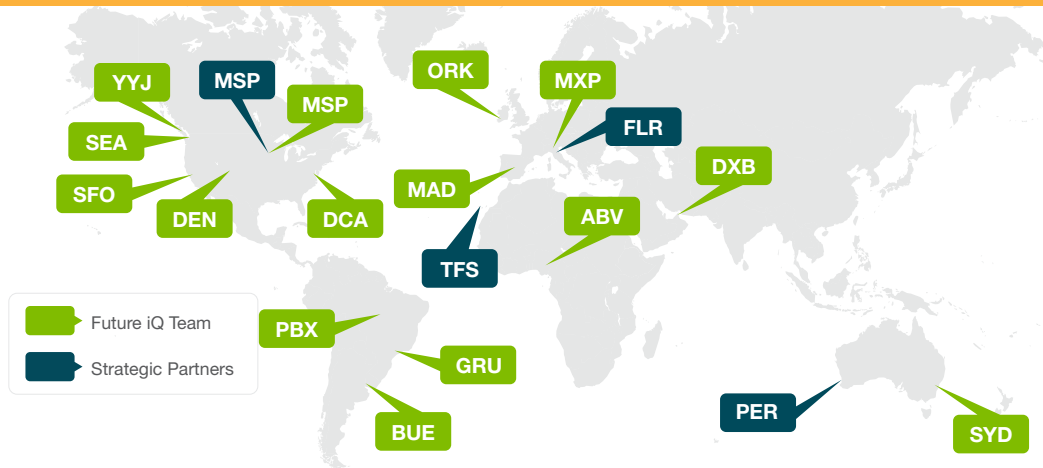 ORK
MXP
YYJ
MSP
MSP
FLR
SEA
DXB
SFO
MAD
DEN
DCA
ABV
TFS
Future iQ Team
PBX
Strategic Partners
GRU
PER
BUE
SYD